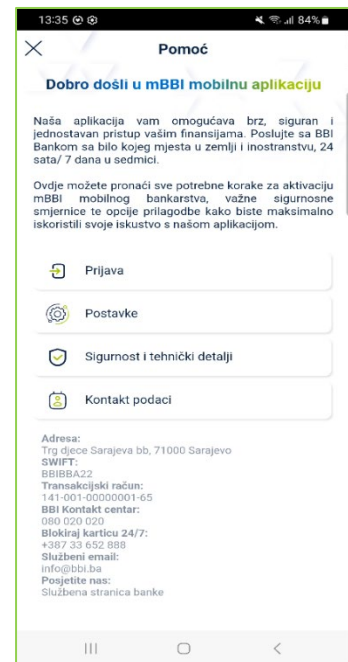 13:35
84%
Pomoć
Dobro došli u mBBI mobilnu aplikaciju
Naša aplikacija vam omogućava brz, siguran i
jednostavan pristup vašim finansijama. Poslujte sa BBI
Bankom sa bilo kojeg mjesta u zemlji i inostranstvu, 24
sata/ 7 dana u sedmici.
Ovdje možete pronaći sve potrebne korake za aktivaciju
mBBI mobilnog bankarstva, važne sigurnosne
smjernice te opcije prilagodbe kako biste maksimalno
iskoristili svoje iskustvo s našom aplikacijom.
Prijava
Postavke
Sigurnost i tehnički detalji
Kontakt podaci
Adresa:
Trg djece Sarajeva bb, 71000 Sarajevo
SWIFT:
BBIBBA22
Transakcijski račun:
141-001-00000001-65
BBI Kontakt centar:
080 020 020
Blokiraj karticu 24/7:
+387 33 652 888
Službeni email:
info@bbi.ba
Posjetite nas:
Službena stranica banke